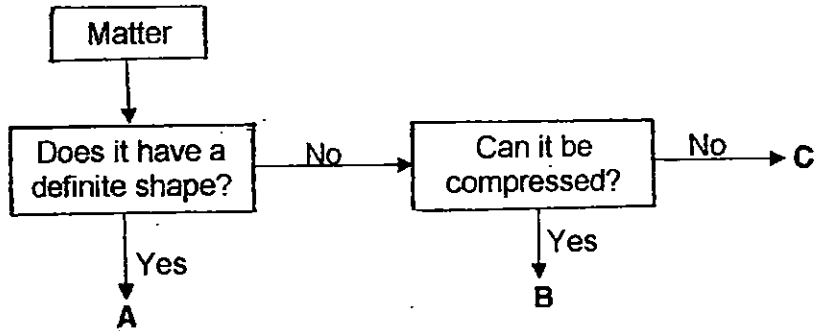 Matter
Does it have a
definite shape?
No
Can it be
compressed?
No
C
Yes
A
Yes
B